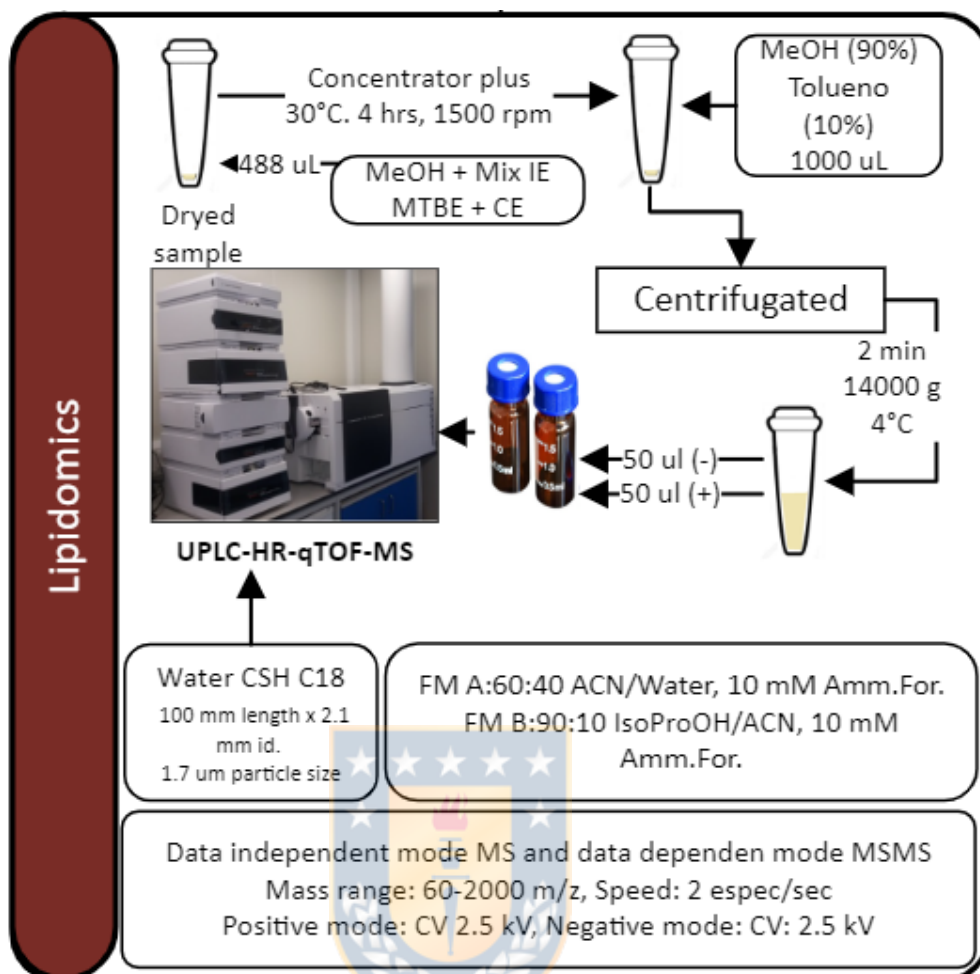 Lipidomics
Concentrator plus
30°C. 4 hrs, 1500 rpm
MeOH (90%)
Tolueno
(10%)
1000 uL
488 uL
MeOH + Mix IE
MTBE + CE
Dryed
sample
Centrifugated
2 min
14000 g
4°C
50 ul (-)
50 ul (+)
UPLC-HR-qTOF-MS
Water CSH C18
100 mm length x 2.1
mm id.
1.7 um particle size
FM A:60:40 ACN/Water, 10 mM Amm.For.
FM B:90:10 IsoProOH/ACN, 10 mM
Amm.For.
Data independent mode MS and data dependen mode MSMS
Mass range: 60-2000 m/z, Speed: 2 espec/sec
Positive mode: CV 2.5 kV, Negative mode: CV: 2.5 kV